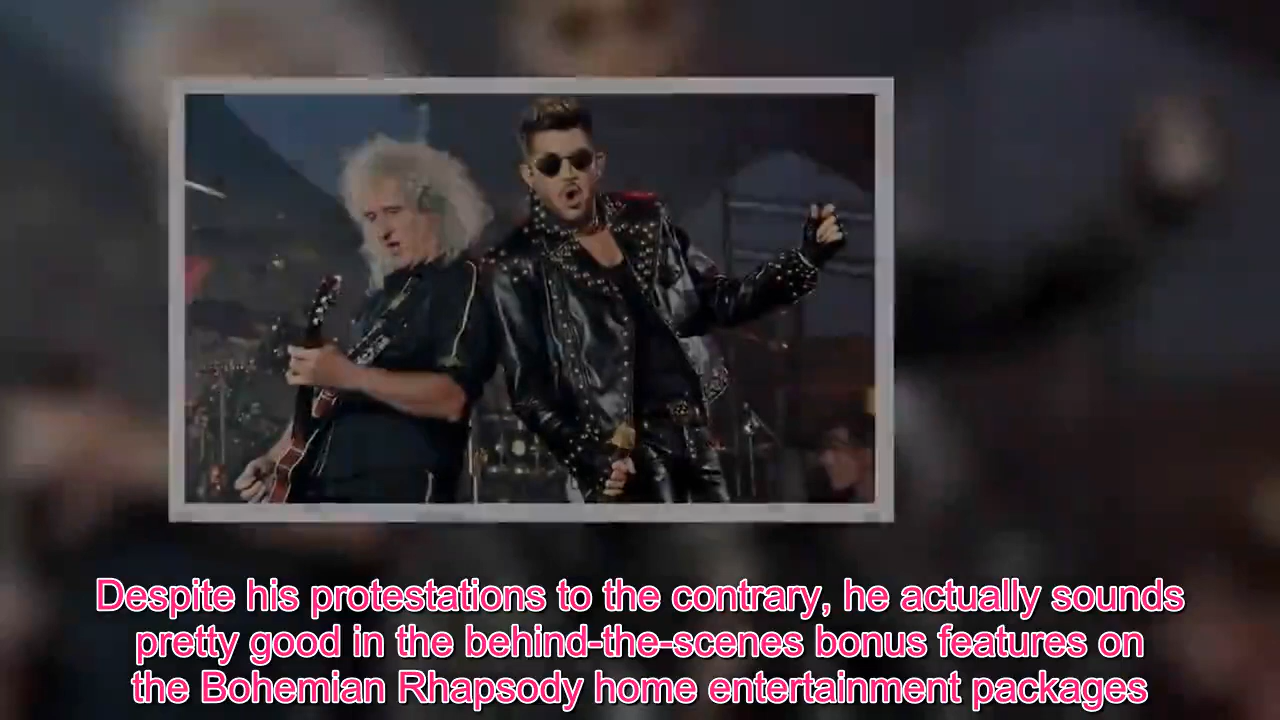 Despite his protestations to the contrary, he actually sounds
pretty good in the behind-the-scenes bonus features on
the Bohemian Rhapsody home entertainment packages